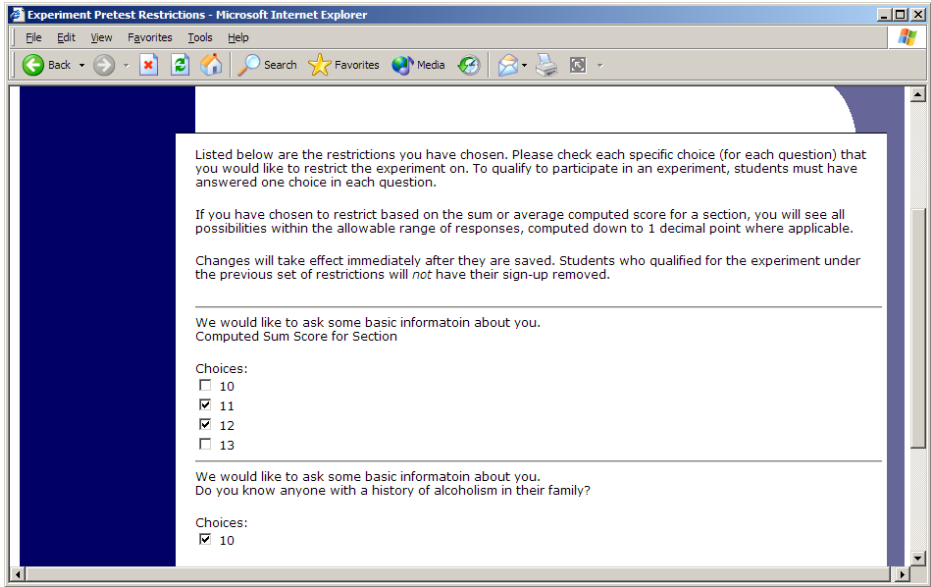 Experiment Pretest Restrictions - Microsoft Internet Explorer
File Edit View Favorites Tools Help
Back Search Favorites Media
Listed below are the restrictions you have chosen. Please check each specific choice (for each question) that
you would like to restrict the experiment on. To qualify to participate in an experiment, students must have
answered one choice in each question.
If you have chosen to restrict based on the sum or average computed score for a section, you will see all
possibilities within the allowable range of responses, computed down to 1 decimal point where applicable.
Changes will take effect immediately after they are saved. Students who qualified for the experiment under
the previous set of restrictions will not have their sign-up removed.
We would like to ask some basic informatoin about you.
Computed Sum Score for Section
Choices:
10
11
12
13
We would like to ask some basic informatoin about you.
Do you know anyone with a history of alcoholism in their family?
Choices:
10